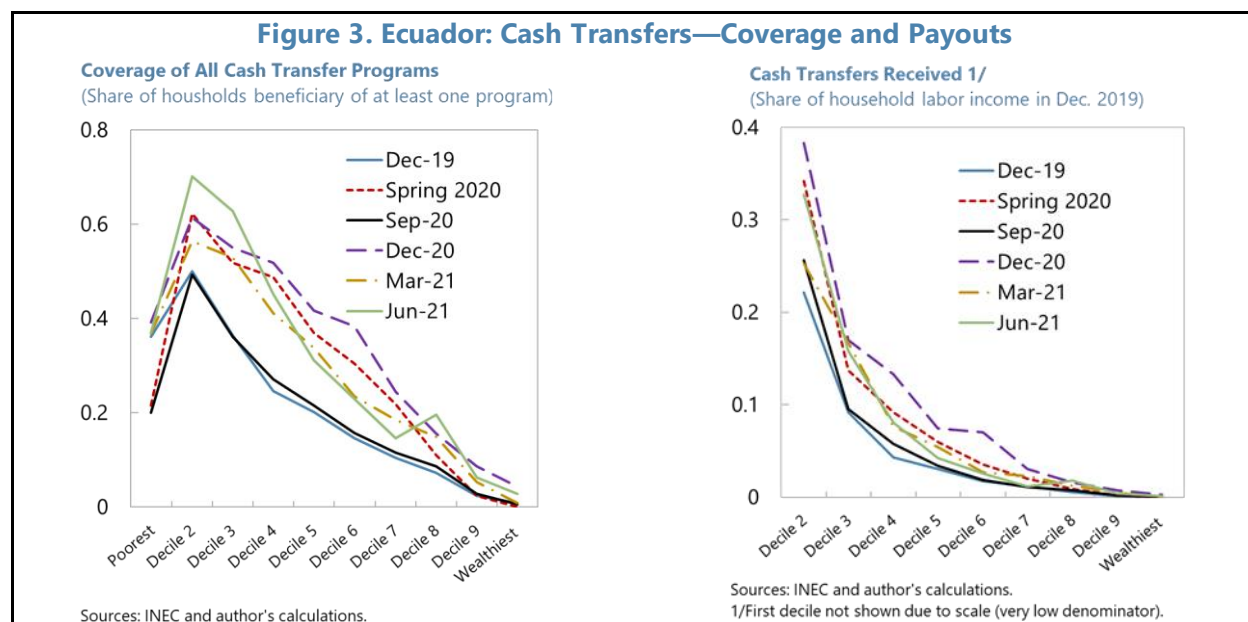 Figure 3. Ecuador: Cash Transfers—Coverage and Payouts
Coverage of All Cash Transfer Programs
(Share of housholds beneficiary of at least one program)
0.8
0.6
0.4
0.2
0
Dec-19
Spring 2020
Sep-20
Dec-20
Mar-21
Jun-21
Poorest
Decile 2
Decile 3
Decile 4
Decile 5
Decile 6
Decile 7
Decile 8
Decile 9
Wealthiest
Sources: INEC and author's calculations.
Cash Transfers Received 1/
(Share of household labor income in Dec. 2019)
0.4
0.3
0.2
0.1
0
Dec-19
Spring 2020
Sep-20
Dec-20
Mar-21
Jun-21
Decile 2
Decile 3
Decile 4
Decile 5
Decile 6
Decile 7
Decile 8
Decile 9
Wealthiest
Sources: INEC and author's calculations.
1/First decile not shown due to scale (very low denominator).